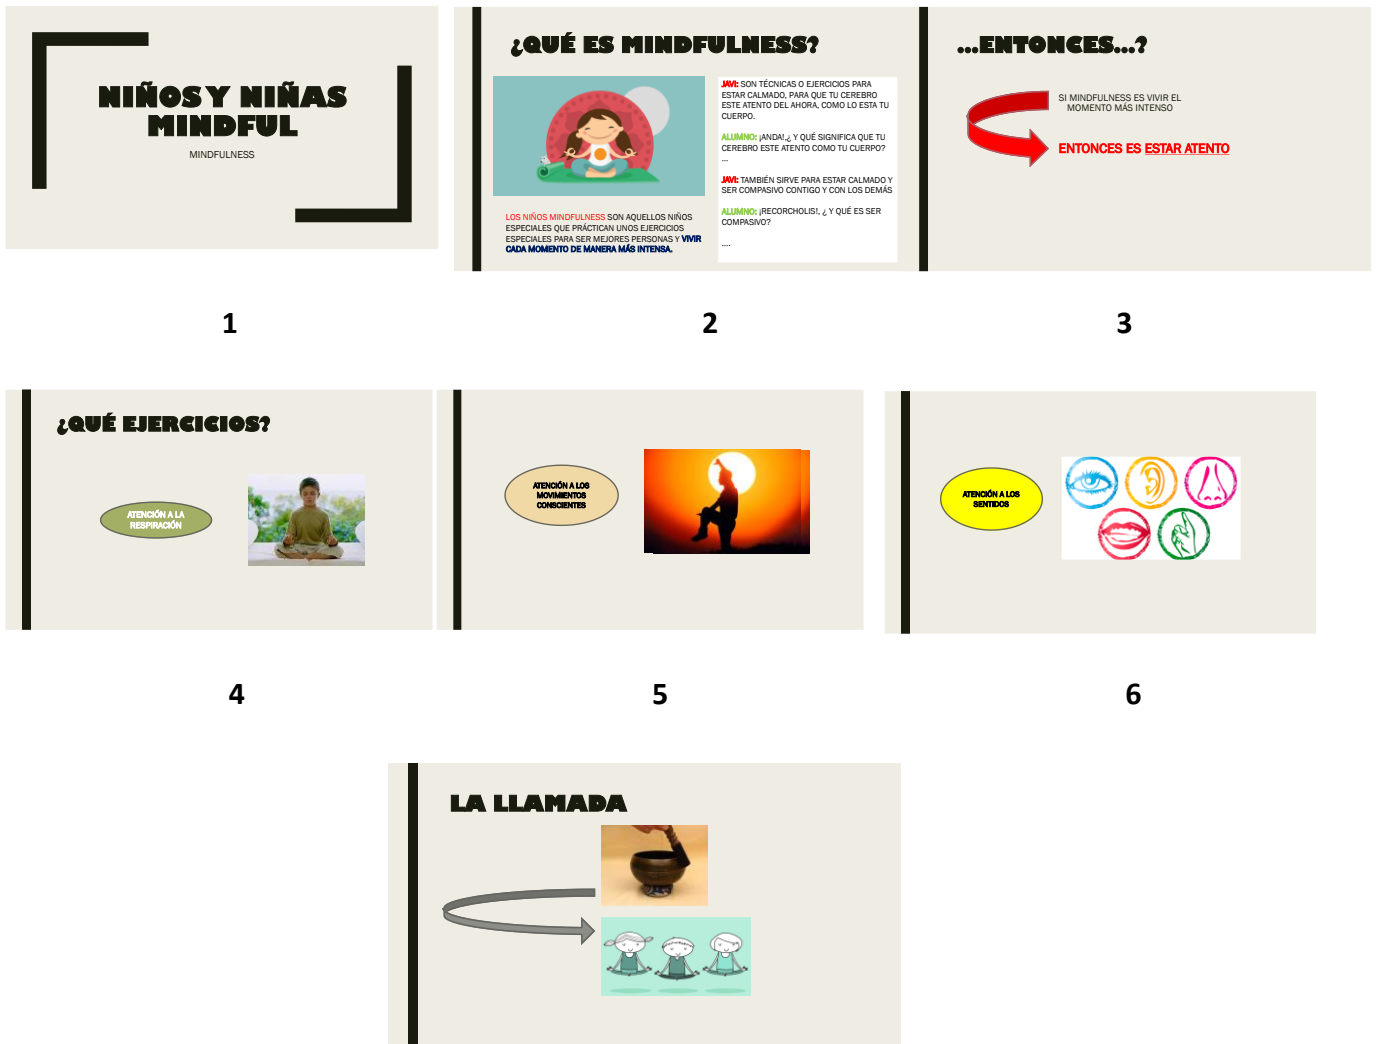 NIÑOS Y NIÑAS
MINDFUL
MINDFULNESS
¿QUÉ ES MINDFULNESS?
LOS NIÑOS MINDFULNESS SON AQUELLOS NIÑOS
ESPECIALES QUE PRÁCTICAN UNOS EJERCICIOS
ESPECIALES PARA SER MEJORES PERSONAS Y VIVIR
CADA MOMENTO DE MANERA MÁS INTENSA.
JAVI: SON TÉCNICAS O EJERCICIOS PARA
ESTAR CALMADO, PARA QUE TU CEREBRO
ESTE ATENTO DEL AHORA, COMO LO ESTA TU
CUERPO.
ALUMNO: ¡ANDA!,¿ Y QUÉ SIGNIFICA QUE TU
CEREBRO ESTE ATENTO COMO TU CUERPO?
...
JAVI: TAMBIÉN SIRVE PARA ESTAR CALMADO Y
SER COMPASIVO CONTIGO Y CON LOS DEMÁS
ALUMNO: ¡RECORCHOLIS!, ¿ Y QUÉ ES SER
COMPASIVO?
....
...ENTONCES...?
SI MINDFULNESS ES VIVIR EL
MOMENTO MÁS INTENSO
ENTONCES ES ESTAR ATENTO
1
2
3
¿QUÉ EJERCICIOS?
ATENCIÓN A LA
RESPIRACIÓN
ATENCIÓN A LOS
MOVIMIENTOS
CONSCIENTES
ATENCIÓN A LOS
SENTIDOS
4
5
6
LA LLAMADA